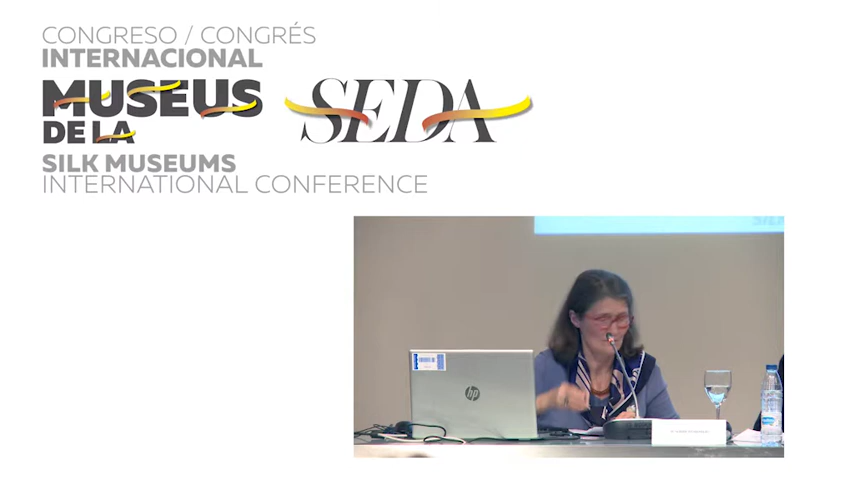 CONGRESO / CONGRÉS
INTERNACIONAL
MUSEUS
DE LA
SEDA
SILK MUSEUMS
INTERNATIONAL CONFERENCE
hp